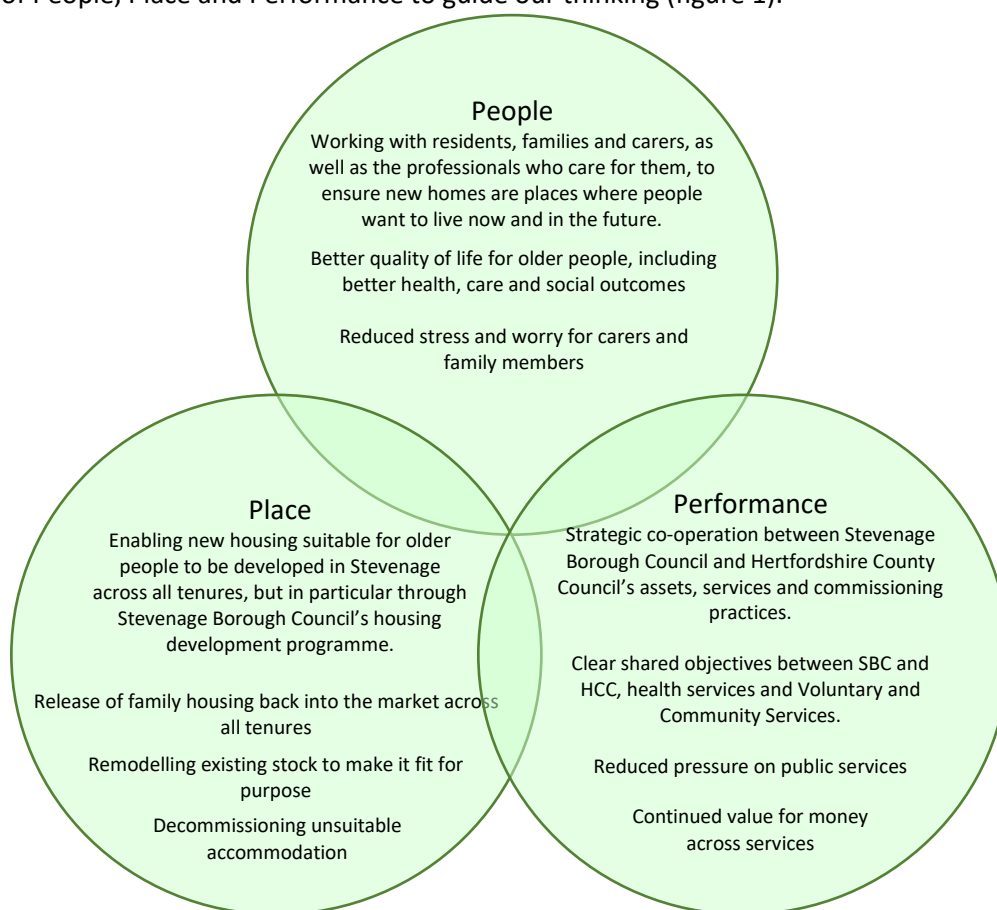 of People, Place and Performance to guide our thinking (figure 1).
People
Working with residents, families and carers, as
well as the professionals who care for them, to
ensure new homes are places where people
want to live now and in the future.
Better quality of life for older people, including
better health, care and social outcomes
Reduced stress and worry for carers and
family members
Place
Enabling new housing suitable for older
people to be developed in Stevenage
across all tenures, but in particular through
Stevenage Borough Council’s housing
development programme.
Release of family housing back into the market across
all tenures
Remodelling existing stock to make it fit for
purpose
Decommissioning unsuitable
accommodation
Performance
Strategic co-operation between Stevenage
Borough Council and Hertfordshire County
Council’s assets, services and commissioning
practices.
Clear shared objectives between SBC and
HCC, health services and Voluntary and
Community Services.
Reduced pressure on public services
Continued value for money
across services